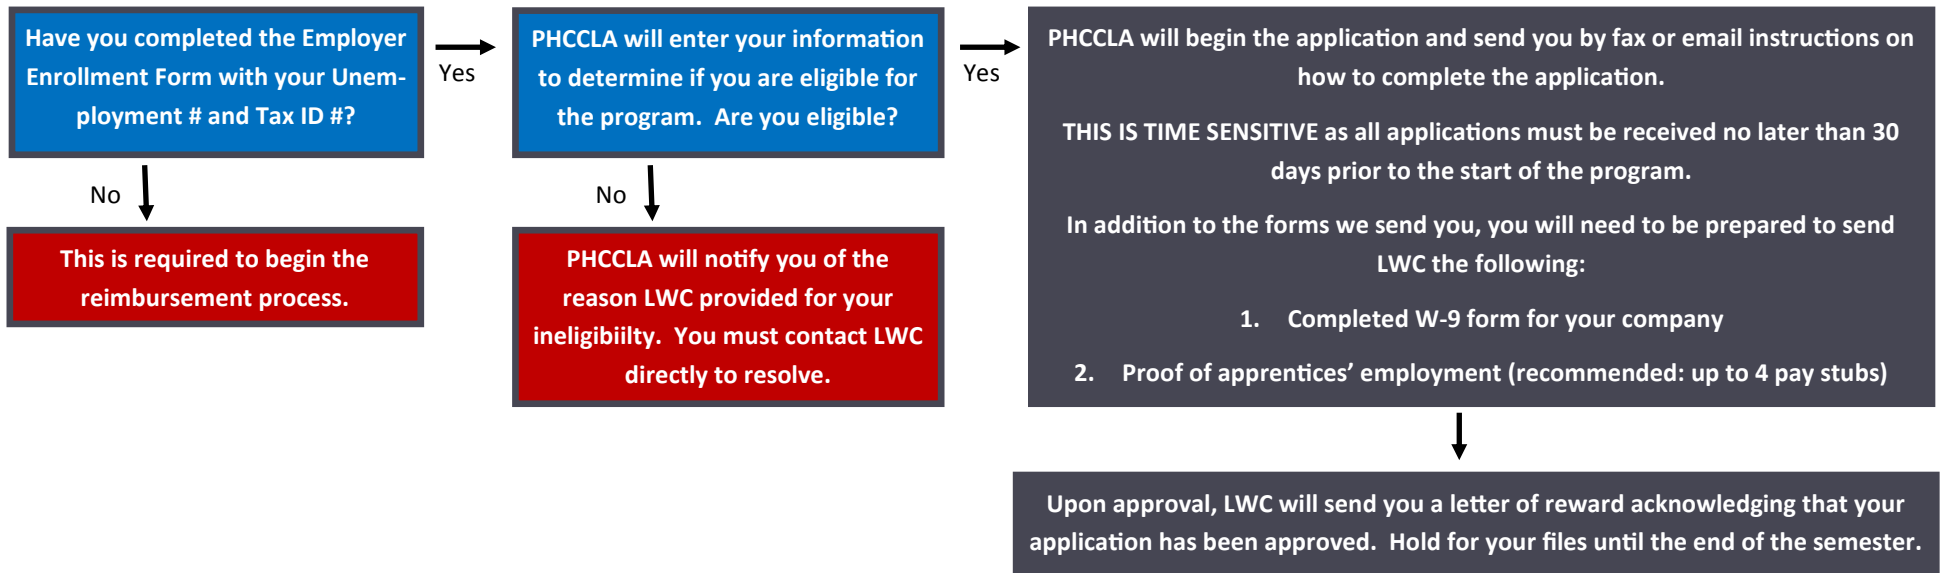 Have you completed the Employer
Enrollment Form with your Unem-
ployment # and Tax ID #?
Yes
No
This is required to begin the
reimbursement process.
PHCCLA will enter your information
to determine if you are eligible for
the program.  Are you eligible?
Yes
No
PHCCLA will notify you of the
reason LWC provided for your
ineligibiilty.  You must contact LWC
directly to resolve.
PHCCLA will begin the application and send you by fax or email instructions on
how to complete the application.
THIS IS TIME SENSITIVE as all applications must be received no later than 30
days prior to the start of the program.
In addition to the forms we send you, you will need to be prepared to send
LWC the following:
1. Completed W-9 form for your company
2. Proof of apprentices’ employment (recommended: up to 4 pay stubs)
Upon approval, LWC will send you a letter of reward acknowledging that your
application has been approved.  Hold for your files until the end of the semester.